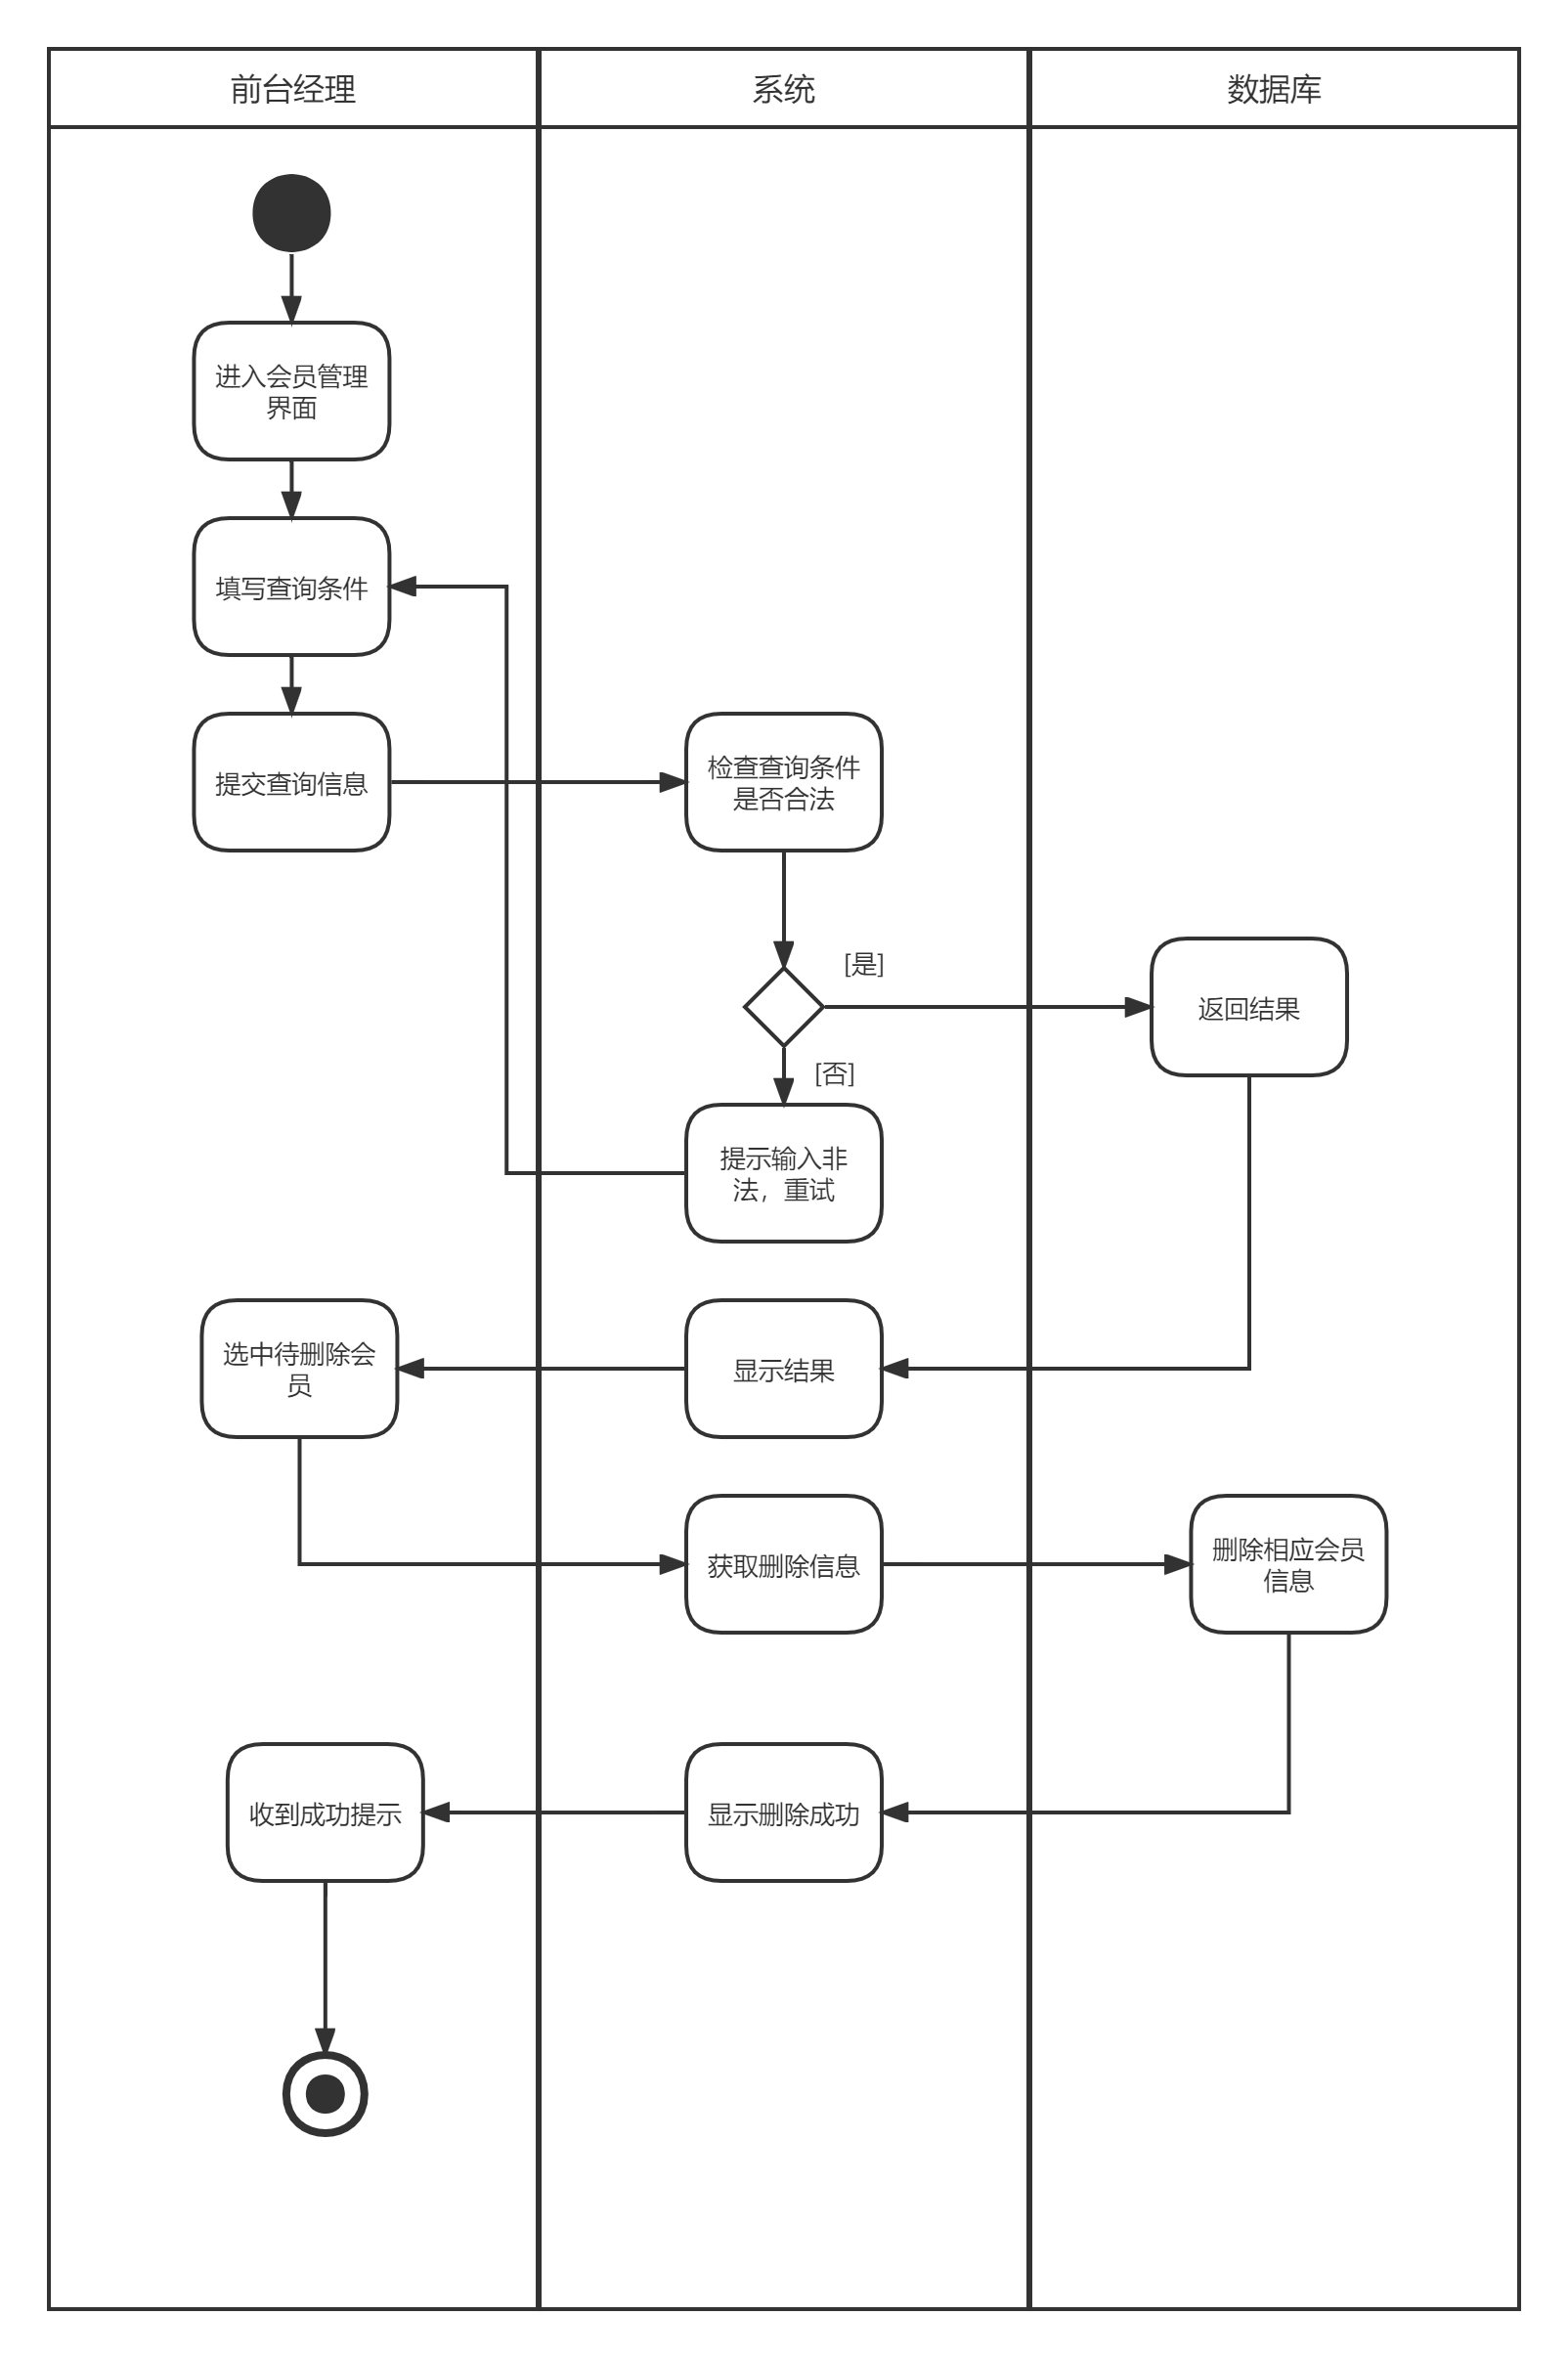 前台经理
系统
数据库
进入会员管理
界面
填写查询条件
提交查询信息
检查查询条件
是否合法
[是]
返回结果
[否]
提示输入非
法，重试
选中待删除会
员
显示结果
获取删除信息
删除相应会员
信息
收到成功提示
显示删除成功